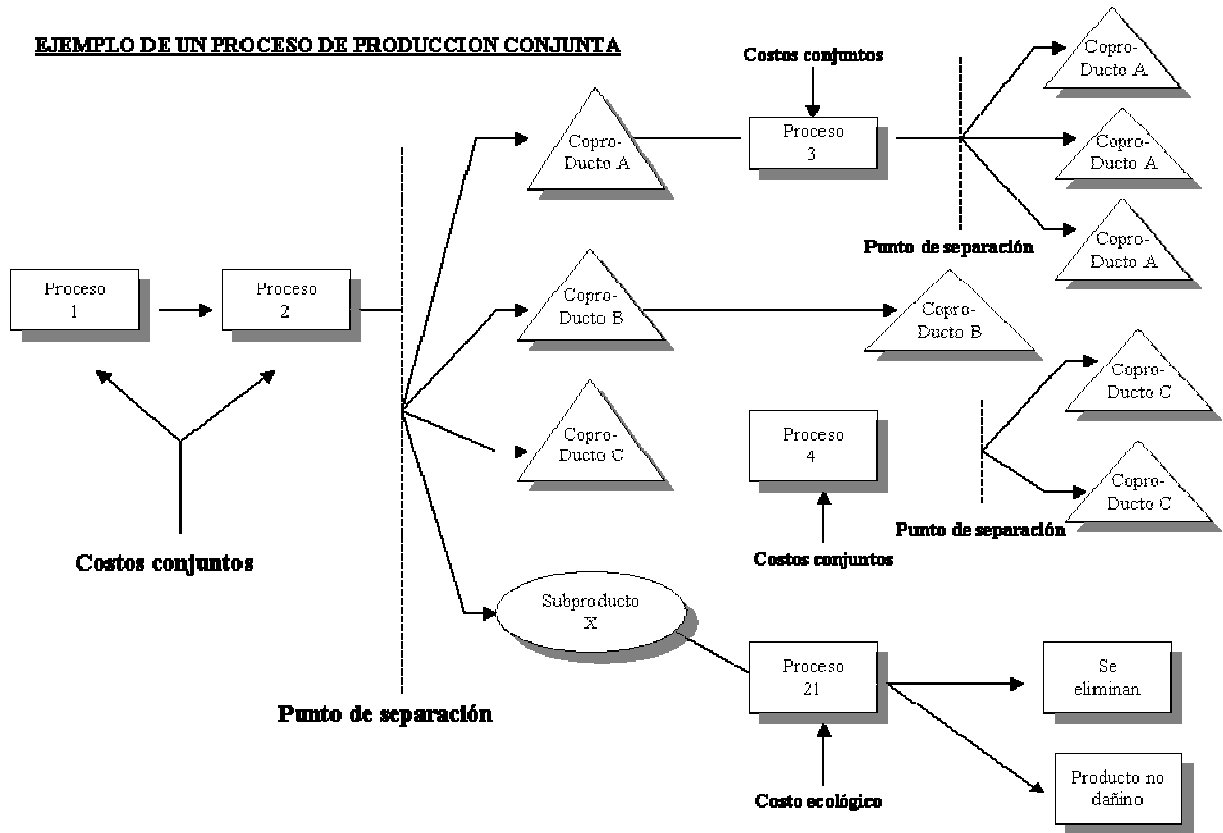 EJEMPLO DE UN PROCESO DE PRODUCCION CONJUNTA
Costos conjuntos
Copro-
Ducto A
Copro-
Ducto A
Proceso
3
Copro-
Ducto A
Copro-
Ducto A
Punto de separación
Proceso
1
Proceso
2
Copro-
Ducto B
Copro-
Ducto B
Copro-
Ducto C
Copro-
Ducto C
Proceso
4
Copro-
Ducto C
Punto de separación
Costos conjuntos
Costos conjuntos
Subproducto
X
Proceso
21
Se
eliminan
Punto de separación
Costo ecológico
Producto no
dañino